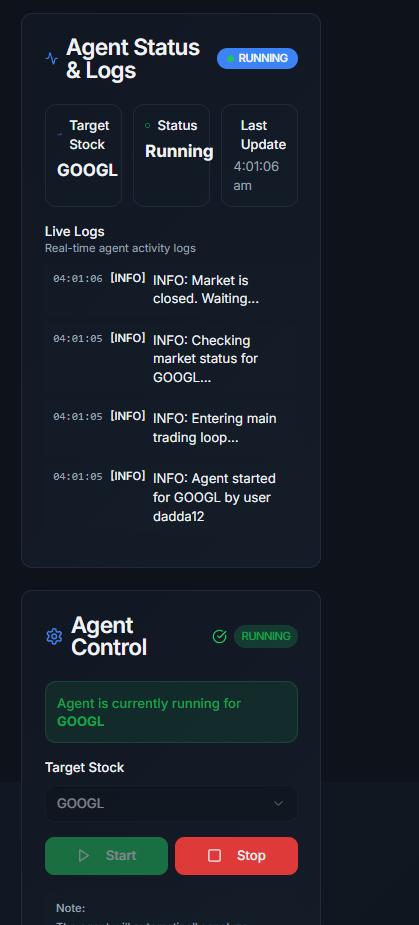 Agent Status
& Logs
RUNNING
Target
Stock
GOOGL
Status
Running
Last
Update
4:01:06
am
Live Logs
Real-time agent activity logs
04:01:06 [INFO] INFO: Market is
closed. Waiting...
04:01:05 [INFO] INFO: Checking
market status for
GOOGL...
04:01:05 [INFO] INFO: Entering main
trading loop...
04:01:05 [INFO] INFO: Agent started
for GOOGL by user
dadda12
Agent
Control
RUNNING
Agent is currently running for
GOOGL
Target Stock
GOOGL
Start
Stop
Note: